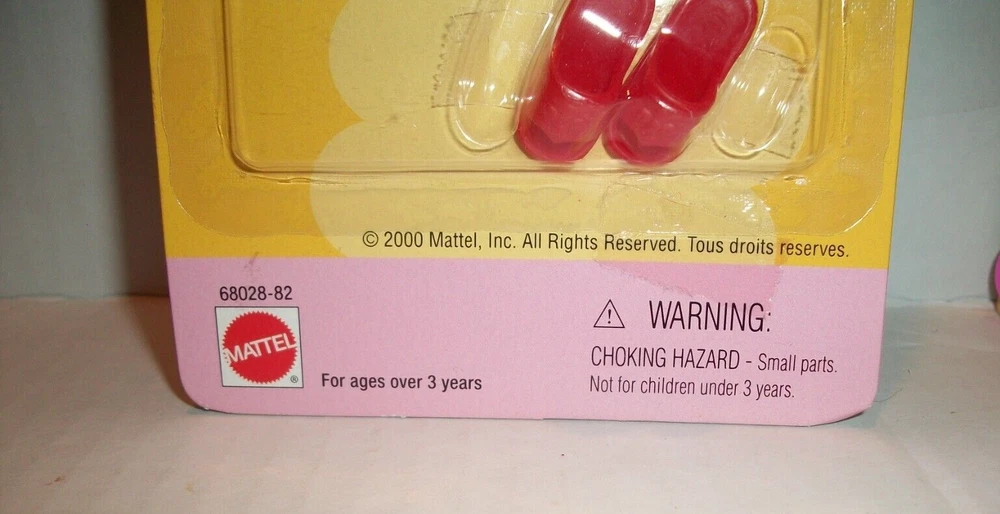 © 2000 Mattel, Inc. All Rights Reserved. Tous droits reserves.
68028-82
MATTEL
®
For ages over 3 years
WARNING:
CHOKING HAZARD - Small parts.
Not for children under 3 years.